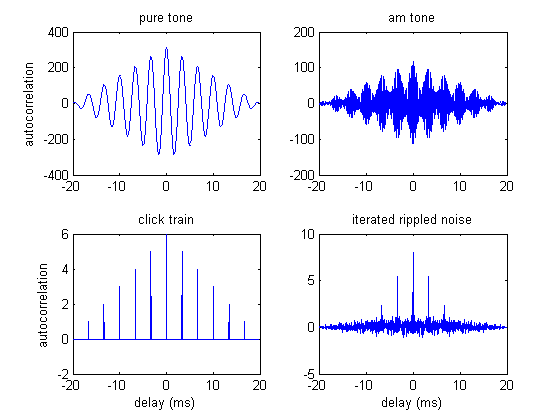 pure tone
am tone
400
200
0
-200
-400
autocorrelation
-20 -10 0 10 20
200
100
0
-100
-200
-20 -10 0 10 20
click train
iterated rippled noise
6
4
2
0
-2
autocorrelation
-20 -10 0 10 20
delay (ms)
10
5
0
-5
-20 -10 0 10 20
delay (ms)